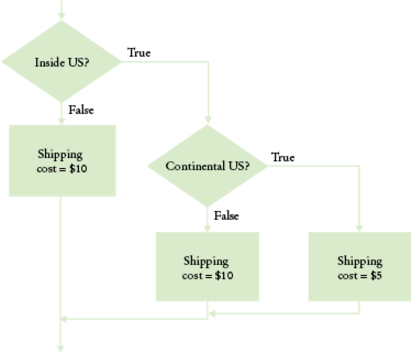 True
Inside US?
False
Shipping
cost = $10
True
Continental US?
False
Shipping
cost = $10
Shipping
cost = $5